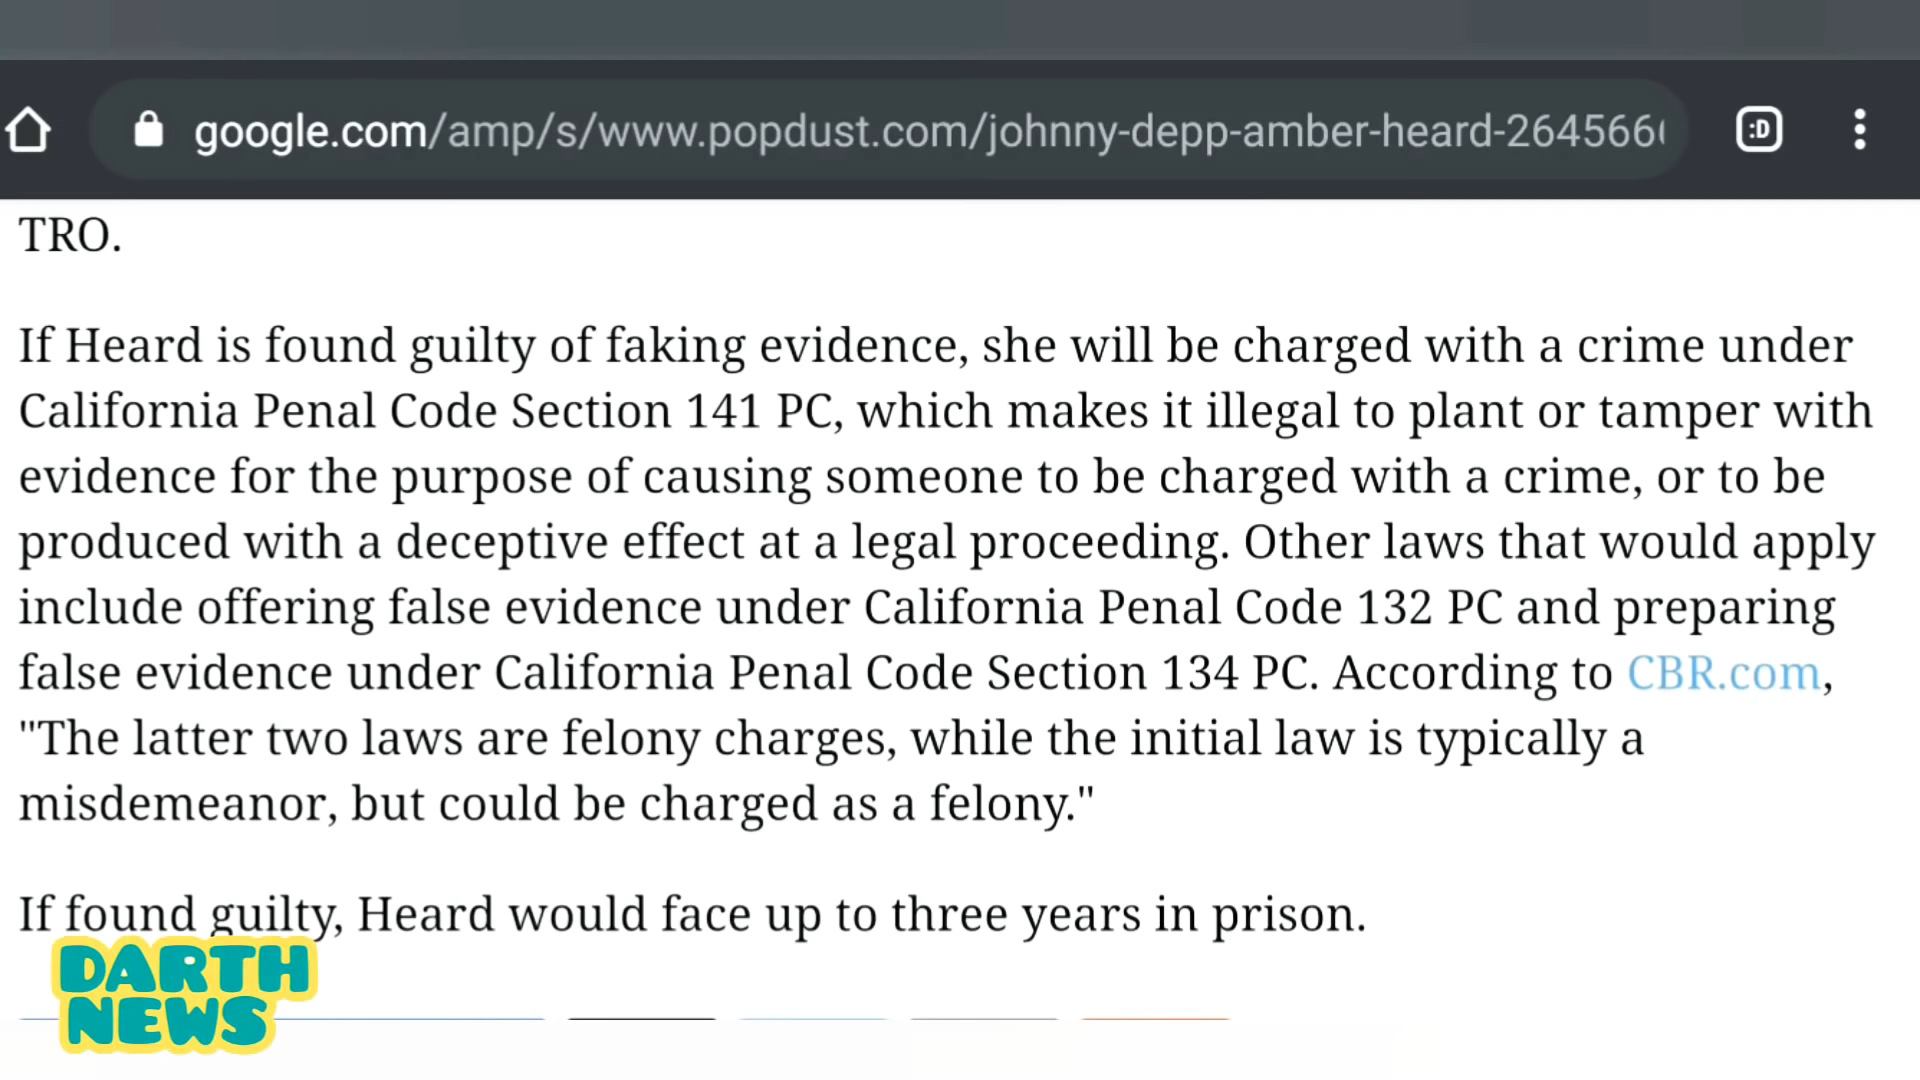 google.com/amp/s/www.popdust.com/johnny-depp-amber-heard-264566
:D
TRO.
If Heard is found guilty of faking evidence, she will be charged with a crime under
California Penal Code Section 141 PC, which makes it illegal to plant or tamper with
evidence for the purpose of causing someone to be charged with a crime, or to be
produced with a deceptive effect at a legal proceeding. Other laws that would apply
include offering false evidence under California Penal Code 132 PC and preparing
false evidence under California Penal Code Section 134 PC. According to CBR.com,
"The latter two laws are felony charges, while the initial law is typically a
misdemeanor, but could be charged as a felony."
If found guilty, Heard would face up to three years in prison.
DARTH
NEWS